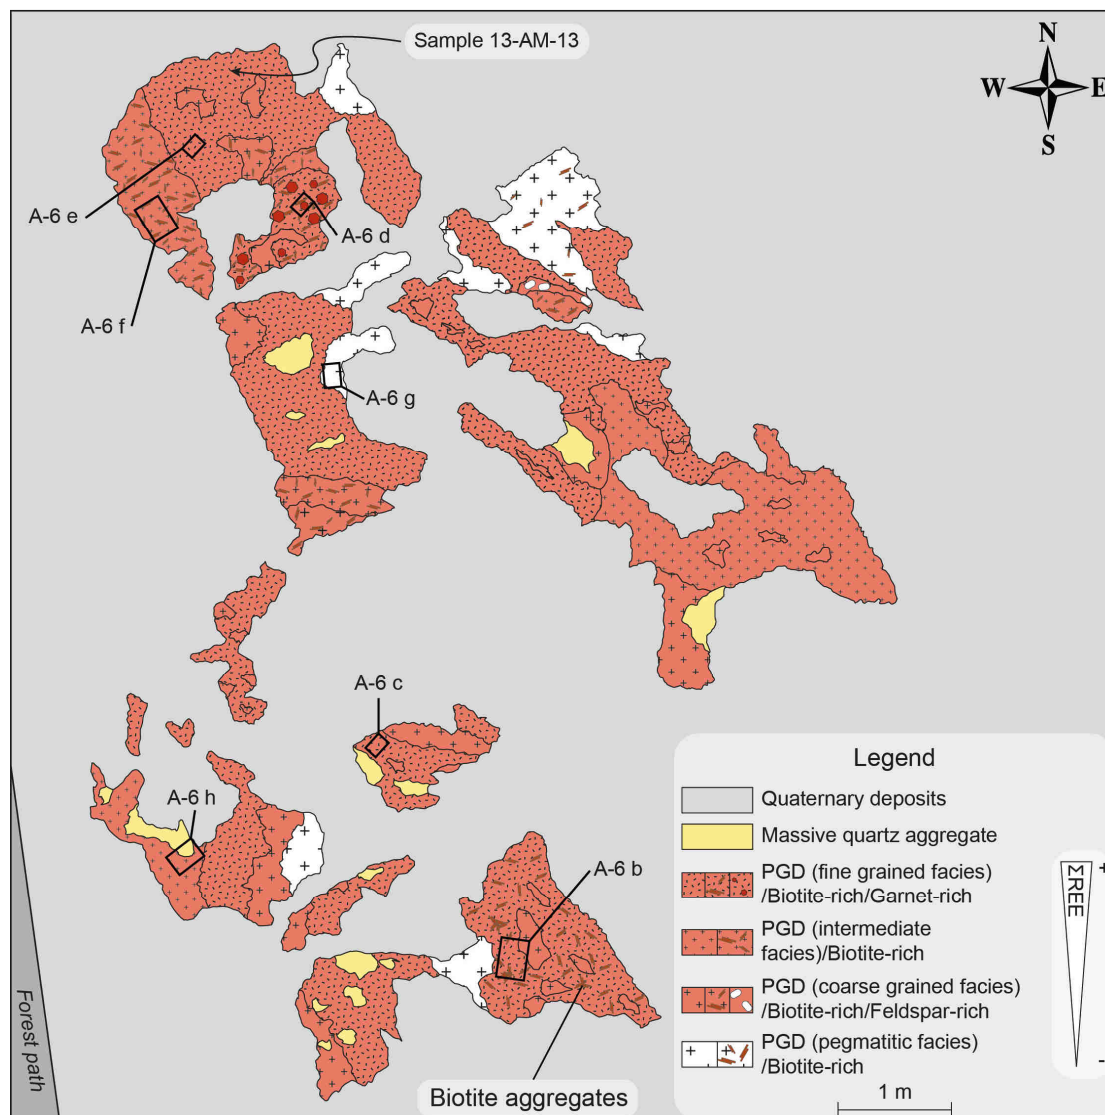 Sample 13-AM-13
N
W
E
S
A-6 e
A-6 d
A-6 f
A-6 g
A-6 c
A-6 h
A-6 b
Biotite aggregates
Forest path
Legend
Quaternary deposits
Massive quartz aggregate
PGD (fine grained facies)
/Biotite-rich/Garnet-rich
PGD (intermediate
facies)/Biotite-rich
PGD (coarse grained facies)
/Biotite-rich/Feldspar-rich
PGD (pegmatitic facies)
/Biotite-rich
+
ΣREE
-
1 m